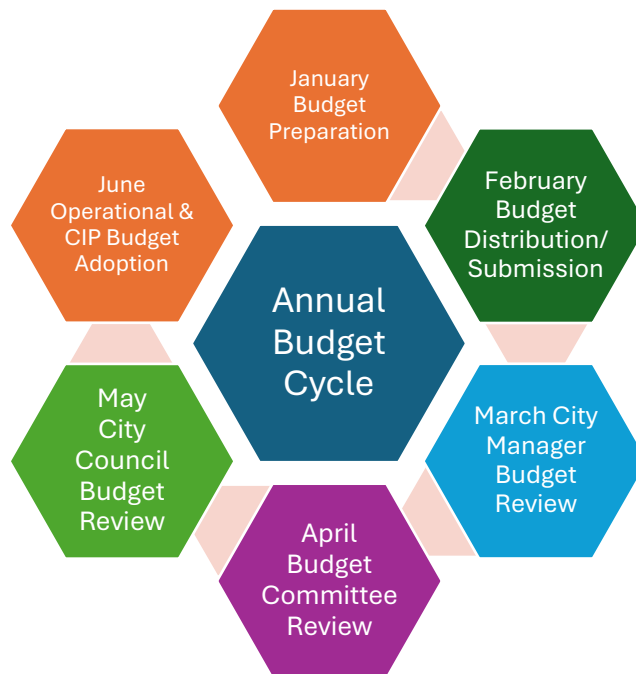 January
Budget
Preparation
February
Budget
Distribution/
Submission
March City
Manager
Budget
Review
April
Budget
Committee
Review
May
City
Council
Budget
Review
June
Operational &
CIP Budget
Adoption
Annual
Budget
Cycle